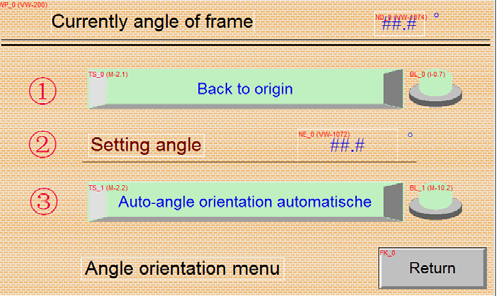 WP_0 (VW-200)
Currently angle of frame
ND_0 (VW-1074)
##.# °
①
TS_0 (M-2.1)
Back to origin
BL_0 (I-0.7)
②
Setting angle
NE_0 (VW-1072)
##.# °
③
TS_1 (M-2.2)
Auto-angle orientation automatische
BL_1 (M-10.2)
Angle orientation menu
FK_0
Return